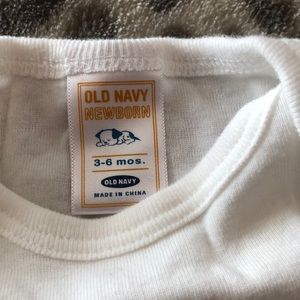 OLD NAVY
NEWBORN
3-6 mos.
OLD NAVY
MADE IN CHINA